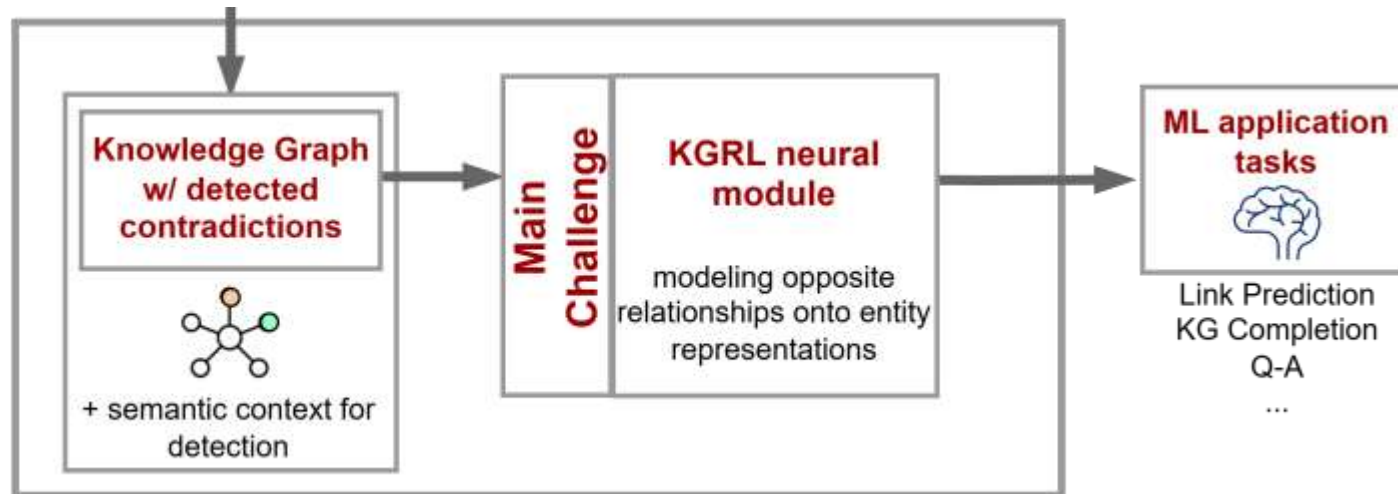 Knowledge Graph
w/ detected
contradictions
+ semantic context for
detection
Main
Challenge
KGRL neural
module
modeling opposite
relationships onto entity
representations
ML application
tasks
Link Prediction
KG Completion
Q-A
...